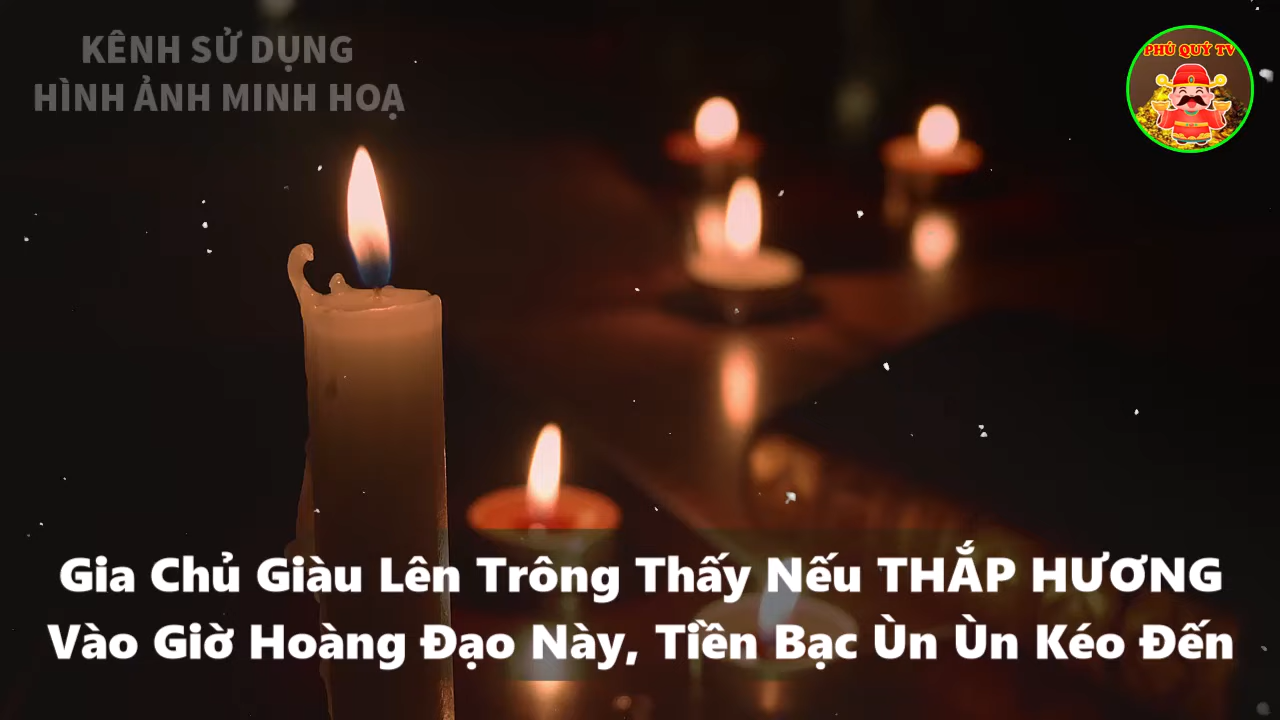 KÊNH SỬ DỤNG
HÌNH ẢNH MINH HOẠ
PHÚ QUÝ TV
Gia Chủ Giàu Lên Trông Thấy Nếu THẮP HƯƠNG
Vào Giờ Hoàng Đạo Này, Tiền Bạc Ùn Ùn Kéo Đến